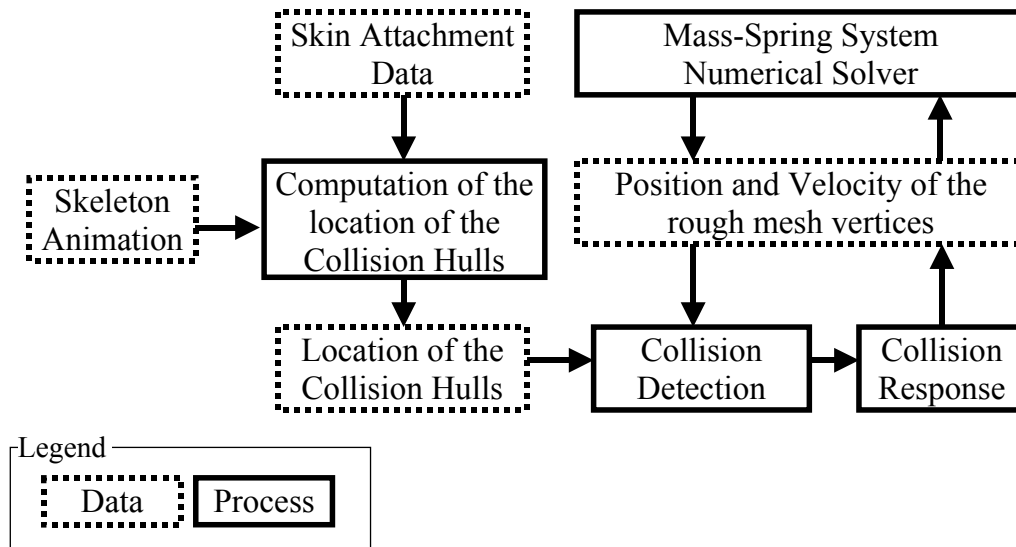 Skin Attachment
Data
Mass-Spring System
Numerical Solver
Skeleton
Animation
Computation of the
location of the
Collision Hulls
Position and Velocity of the
rough mesh vertices
Location of the
Collision Hulls
Collision
Detection
Collision
Response
Legend
Data
Process